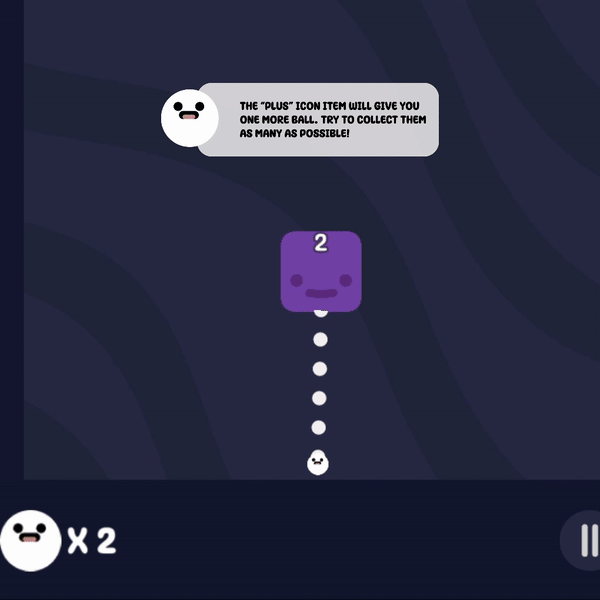 THE "PLUS" ICON ITEM WILL GIVE YOU
ONE MORE BALL. TRY TO COLLECT THEM
AS MANY AS POSSIBLE!
2
X 2